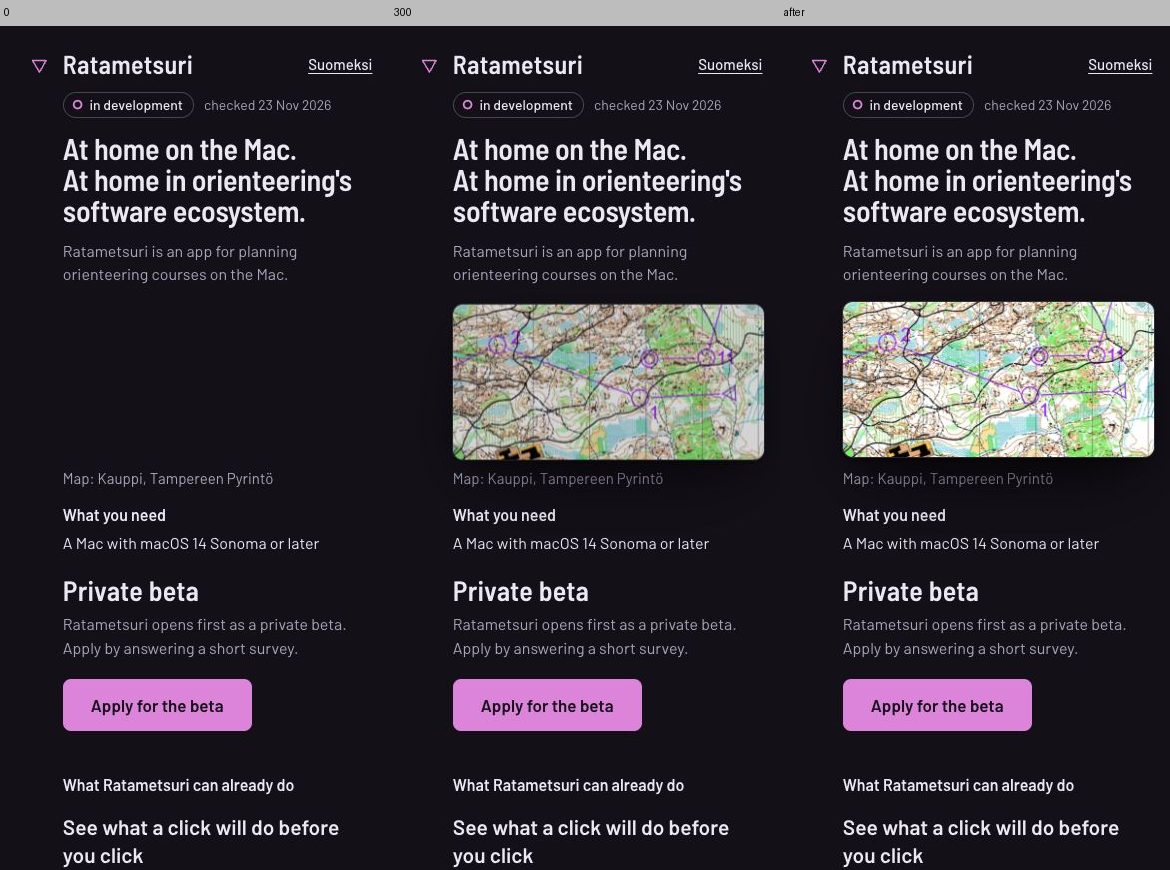 0
300
after
Ratametsuri
Suomeksi
in development
checked 23 Nov 2026
At home on the Mac.
At home in orienteering's
software ecosystem.
Ratametsuri is an app for planning
orienteering courses on the Mac.
Map: Kauppi, Tampereen Pyrintö
What you need
A Mac with macOS 14 Sonoma or later
Private beta
Ratametsuri opens first as a private beta.
Apply by answering a short survey.
Apply for the beta
What Ratametsuri can already do
See what a click will do before
you click
Ratametsuri
Suomeksi
in development
checked 23 Nov 2026
At home on the Mac.
At home in orienteering's
software ecosystem.
Ratametsuri is an app for planning
orienteering courses on the Mac.
2
11
1
Map: Kauppi, Tampereen Pyrintö
What you need
A Mac with macOS 14 Sonoma or later
Private beta
Ratametsuri opens first as a private beta.
Apply by answering a short survey.
Apply for the beta
What Ratametsuri can already do
See what a click will do before
you click
Ratametsuri
Suomeksi
in development
checked 23 Nov 2026
At home on the Mac.
At home in orienteering's
software ecosystem.
Ratametsuri is an app for planning
orienteering courses on the Mac.
2
11
1
Map: Kauppi, Tampereen Pyrintö
What you need
A Mac with macOS 14 Sonoma or later
Private beta
Ratametsuri opens first as a private beta.
Apply by answering a short survey.
Apply for the beta
What Ratametsuri can already do
See what a click will do before
you click